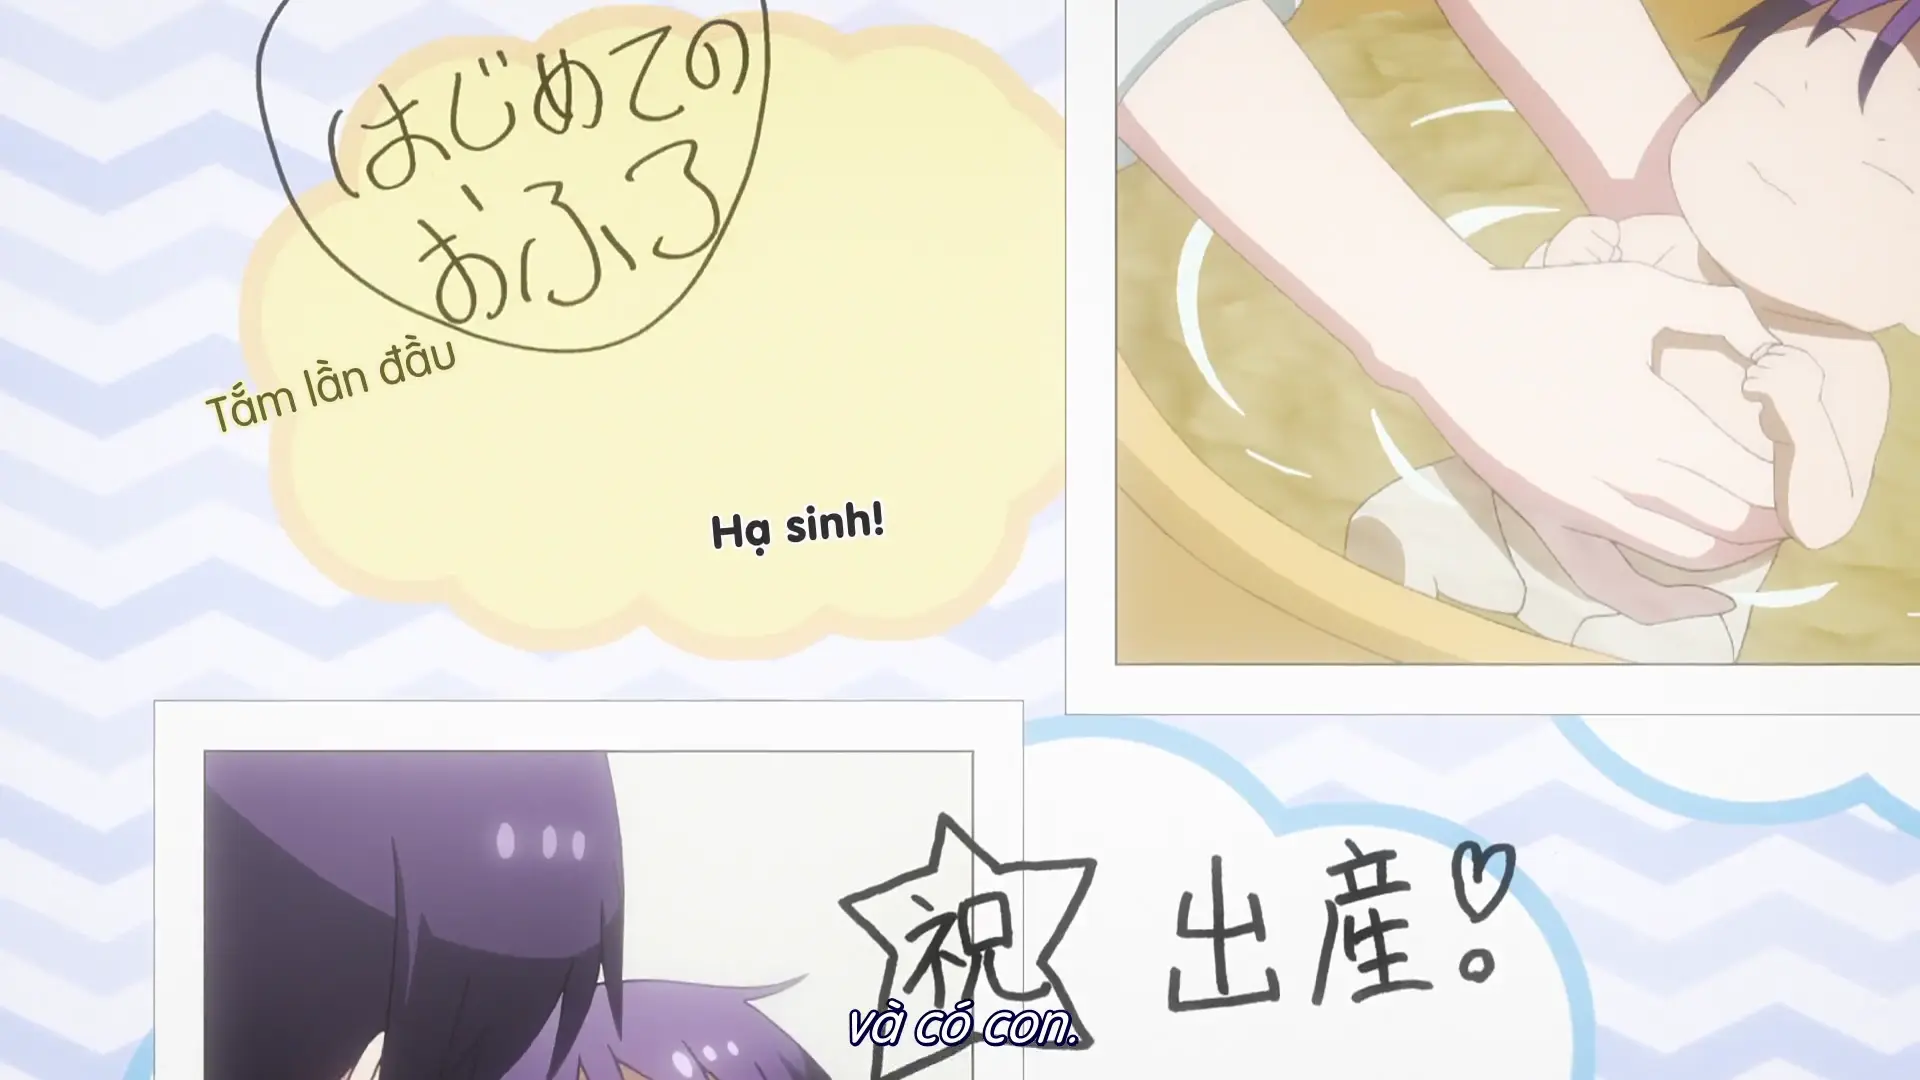 はじめての
おふろ
Tắm lần đầu
Hạ sinh!
祝 出産!
và có con.